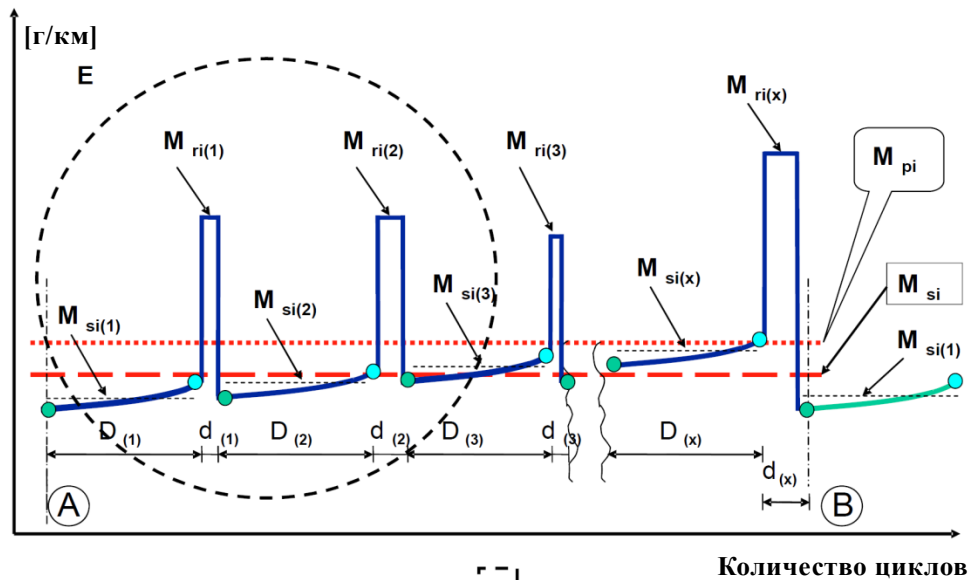 [г/км]
E
M ri(1)
M ri(2)
M ri(3)
M ri(x)
M pi
M si(1)
M si(2)
M si(3)
M si(x)
M si
M si(1)
D (1)
d (1)
D (2)
d (2)
D (3)
d (3)
D (x)
d (x)
A
B
Количество циклов